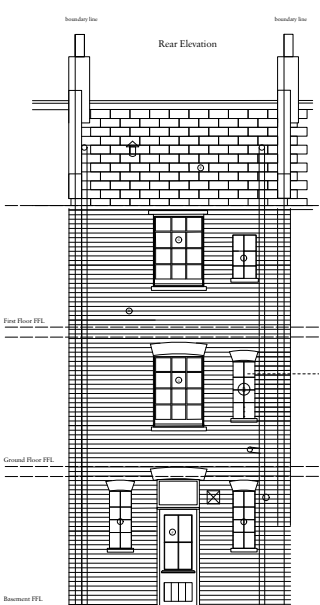 boundary line
boundary line
Rear Elevation
First Floor FFL
Ground Floor FFL
Basement FFL